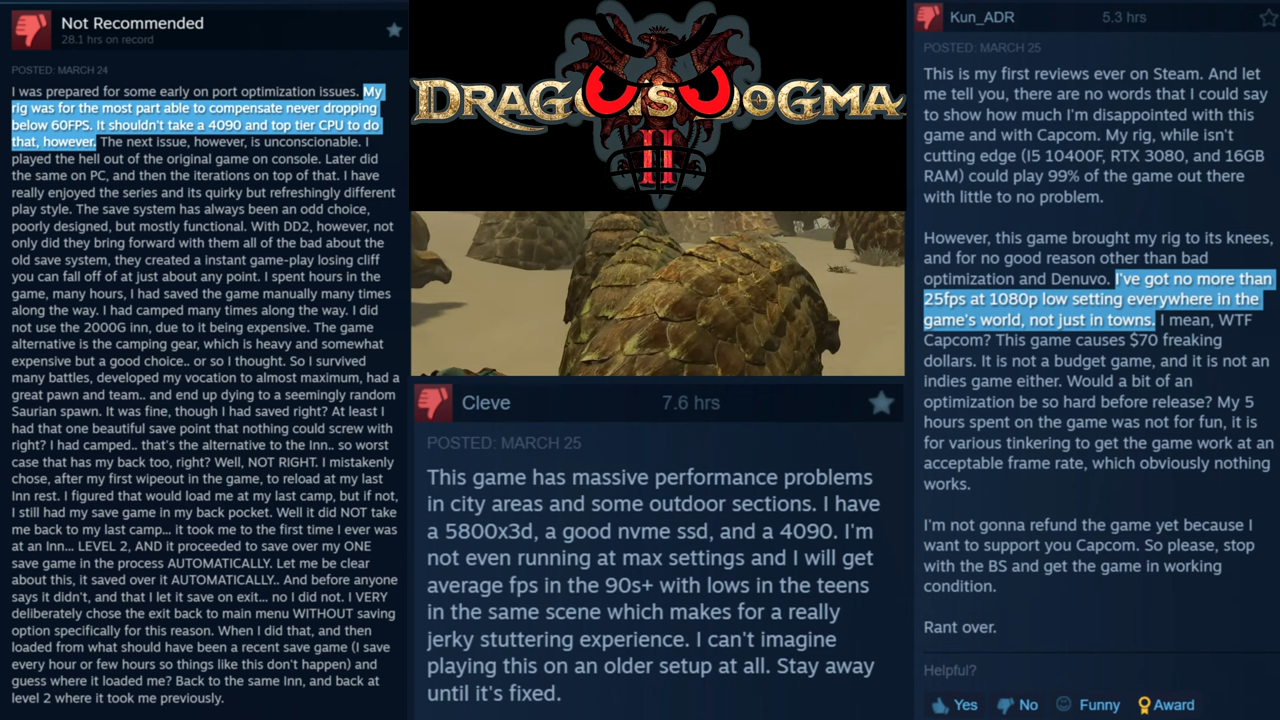 Not Recommended
28.1 hrs on record
POSTED: MARCH 24
I was prepared for some early on port optimization issues. My
rig was for the most part able to compensate never dropping
below 60FPS. It shouldn't take a 4090 and top tier CPU to do
that, however. The next issue, however, is unconscionable. I
played the hell out of the original game on console. Later did
the same on PC, and then the iterations on top of that. I have
really enjoyed the series and its quirky but refreshingly different
play style. The save system has always been an odd choice,
poorly designed, but mostly functional. With DD2, however, not
only did they bring forward with them all of the bad about the
old save system, they created a instant game-play losing cliff
you can fall off of at just about any point. I spent hours in the
game, many hours, I had saved the game manually many times
along the way. I had camped many times along the way. I did
not use the 2000G inn, due to it being expensive. The game
alternative is the camping gear, which is heavy and somewhat
expensive but a good choice.. or so I thought. So I survived
many battles, developed my vocation to almost maximum, had a
great pawn and team.. and end up dying to a seemingly random
Saurian spawn. It was fine, though I had saved right? At least I
had that one beautiful save point that nothing could screw with
right? I had camped.. that's the alternative to the Inn.. so worst
case that has my back too, right? Well, NOT RIGHT. I mistakenly
chose, after my first wipeout in the game, to reload at my last
Inn rest. I figured that would load me at my last camp, but if not,
I still had my save game in my back pocket. Well it did NOT take
me back to my last camp... it took me to the first time I ever was
at an Inn... LEVEL 2, AND it proceeded to save over my ONE
save game in the process AUTOMATICALLY. Let me be clear
about this, it saved over it AUTOMATICALLY.. And before anyone
says it didn't, and that I let it save on exit... no I did not. I VERY
deliberately chose the exit back to main menu WITHOUT saving
option specifically for this reason. When I did that, and then
loaded from what should have been a recent save game (I save
every hour or few hours so things like this don't happen) and
guess where it loaded me? Back to the same Inn, and back at
level 2 where it took me previously.
DRAGON'S DOGMA
II
Cleve 7.6 hrs
POSTED: MARCH 25
This game has massive performance problems
in city areas and some outdoor sections. I have
a 5800x3d, a good nvme ssd, and a 4090. I'm
not even running at max settings and I will get
average fps in the 90s+ with lows in the teens
in the same scene which makes for a really
jerky stuttering experience. I can't imagine
playing this on an older setup at all. Stay away
until it's fixed.
Kun_ADR 5.3 hrs
POSTED: MARCH 25
This is my first reviews ever on Steam. And let
me tell you, there are no words that I could say
to show how much I'm disappointed with this
game and with Capcom. My rig, while isn't
cutting edge (I5 10400F, RTX 3080, and 16GB
RAM) could play 99% of the game out there
with little to no problem.
However, this game brought my rig to its knees,
and for no good reason other than bad
optimization and Denuvo. I've got no more than
25fps at 1080p low setting everywhere in the
game's world, not just in towns. I mean, WTF
Capcom? This game causes $70 freaking
dollars. It is not a budget game, and it is not an
indies game either. Would a bit of an
optimization be so hard before release? My 5
hours spent on the game was not for fun, it is
for various tinkering to get the game work at an
acceptable frame rate, which obviously nothing
works.
I'm not gonna refund the game yet because I
want to support you Capcom. So please, stop
with the BS and get the game in working
condition.
Rant over.
Helpful?
Yes No Funny Award